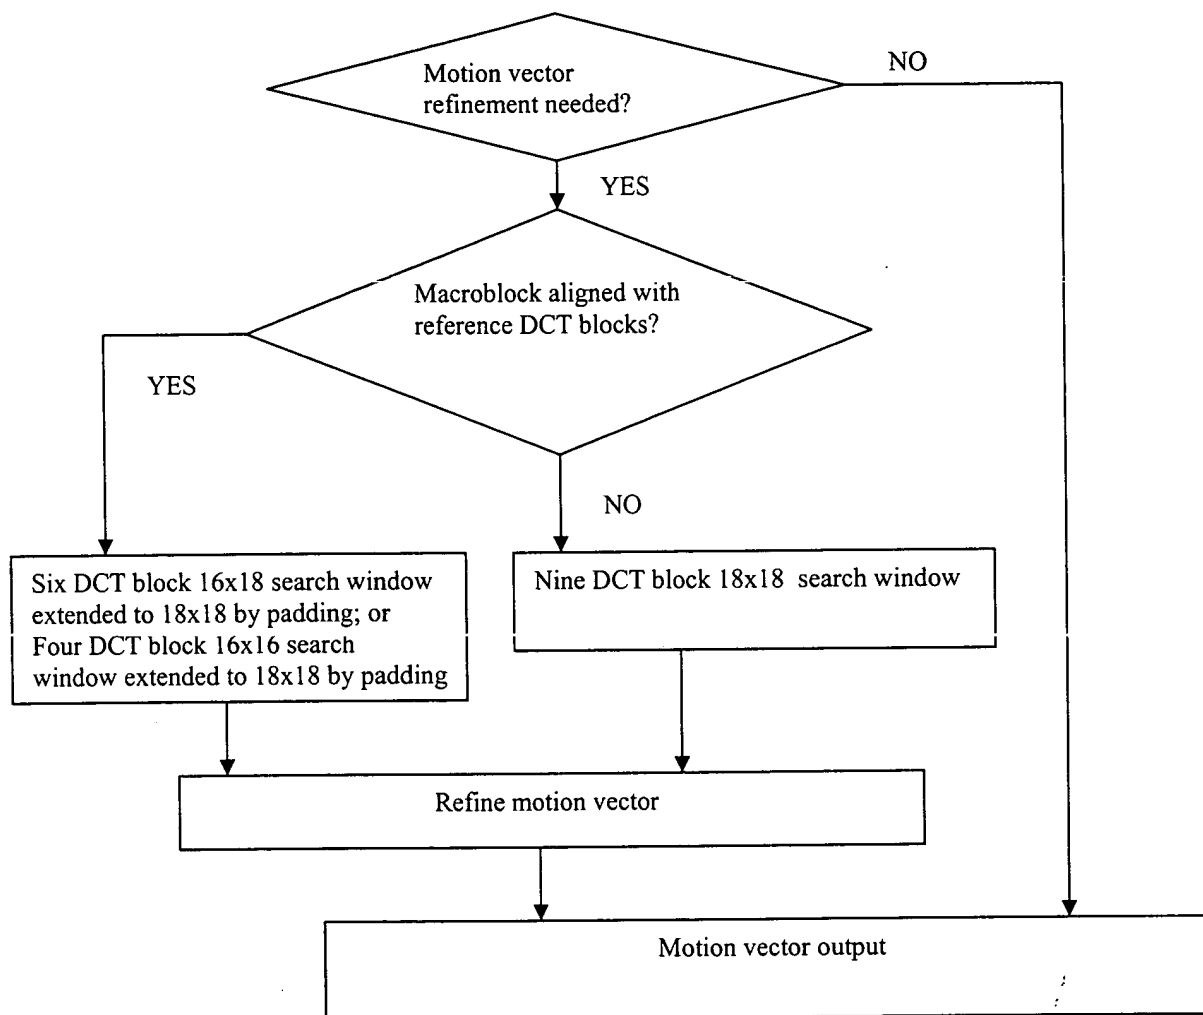 Motion vector
refinement needed?
NO
YES
Macroblock aligned with
reference DCT blocks?
YES
NO
Six DCT block 16x18 search window
extended to 18x18 by padding; or
Four DCT block 16x16 search
window extended to 18x18 by padding
Nine DCT block 18x18 search window
Refine motion vector
Motion vector output